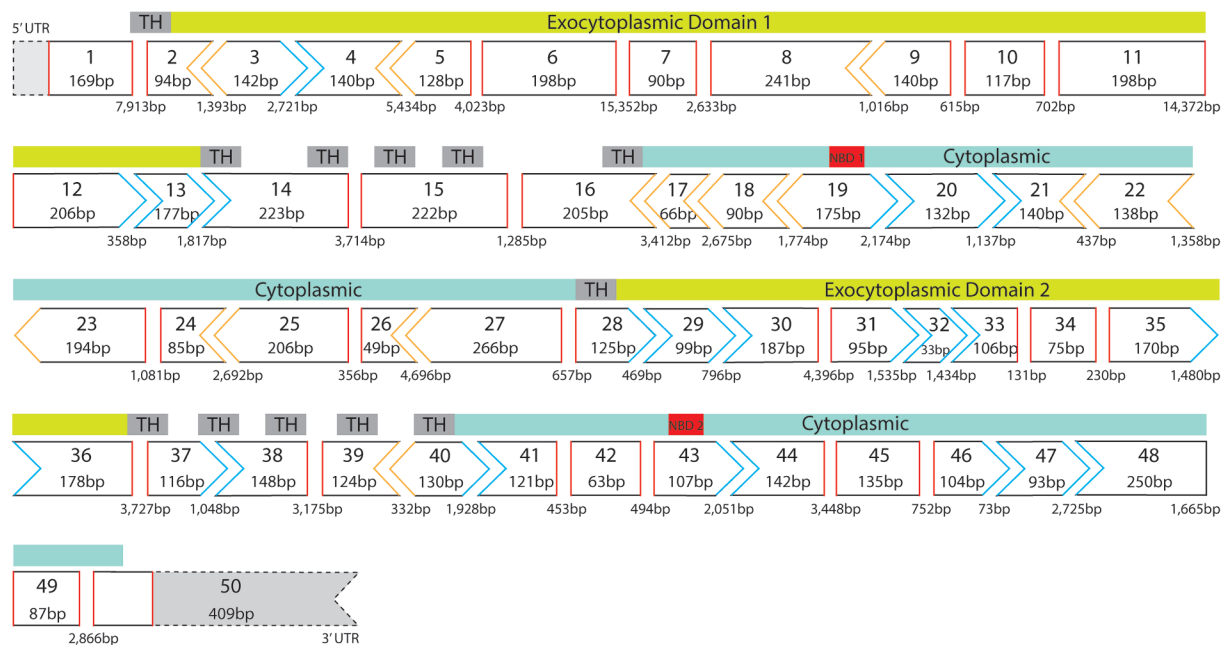 5′ UTR TH Exocytoplasmic Domain 1
1 2 3 4 5 6 7 8 9 10 11
169bp 94bp 142bp 140bp 128bp 198bp 90bp 241bp 140bp 117bp 198bp
7,913bp 1,393bp 2,721bp 5,434bp 4,023bp 15,352bp 2,633bp 1,016bp 615bp 702bp 14,372bp
TH TH TH TH TH NBD 1 Cytoplasmic
12 13 14 15 16 17 18 19 20 21 22
206bp 177bp 223bp 222bp 205bp 66bp 90bp 175bp 132bp 140bp 138bp
358bp 1,817bp 3,714bp 1,285bp 3,412bp 2,675bp 1,774bp 2,174bp 1,137bp 437bp 1,358bp
Cytoplasmic TH Exocytoplasmic Domain 2
23 24 25 26 27 28 29 30 31 32 33 34 35
194bp 85bp 206bp 49bp 266bp 125bp 99bp 187bp 95bp 33bp 106bp 75bp 170bp
1,081bp 2,692bp 356bp 4,696bp 657bp 469bp 796bp 4,396bp 1,535bp 1,434bp 131bp 230bp 1,480bp
TH TH TH TH TH NBD 2 Cytoplasmic
36 37 38 39 40 41 42 43 44 45 46 47 48
178bp 116bp 148bp 124bp 130bp 121bp 63bp 107bp 142bp 135bp 104bp 93bp 250bp
3,727bp 1,048bp 3,175bp 332bp 1,928bp 453bp 494bp 2,051bp 3,448bp 752bp 73bp 2,725bp 1,665bp
49 50
87bp 409bp
2,866bp 3′ UTR